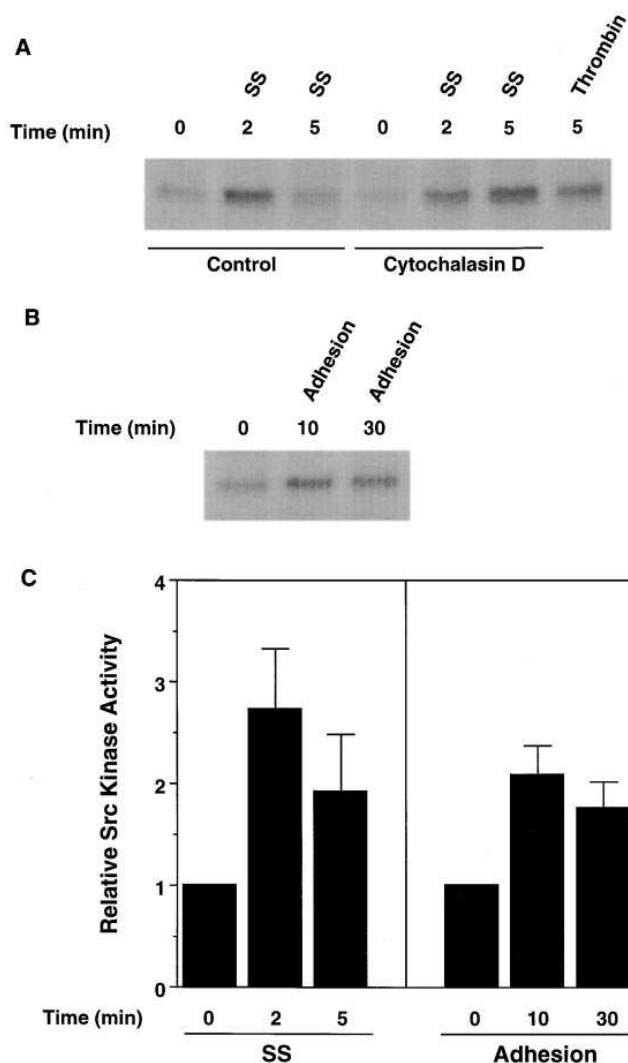 A
SS SS SS SS Thrombin
Time (min) 0 2 5 0 2 5 5
Control Cytochalasin D
B
Adhesion Adhesion
Time (min) 0 10 30
C
Relative Src Kinase Activity
4
3
2
1
0
Time (min) 0 2 5 0 10 30
SS Adhesion